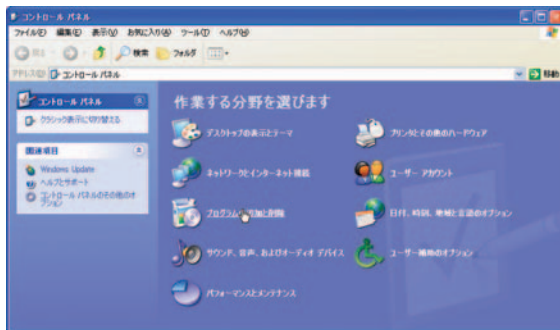 コントロール パネル
ファイル(F) 編集(E) 表示(V) お気に入り(A) ツール(T) ヘルプ(H)
戻る 検索 フォルダ
アドレス(D) コントロール パネル 移動
コントロール パネル
クラシック表示に切り替える
関連項目
Windows Update
ヘルプとサポート
コントロール パネルのその他のオプション
作業する分野を選びます
デスクトップの表示とテーマ
プリンタとその他のハードウェア
ネットワークとインターネット接続
ユーザー アカウント
プログラムの追加と削除
日付、時刻、地域と言語のオプション
サウンド、音声、およびオーディオ デバイス
ユーザー補助のオプション
パフォーマンスとメンテナンス